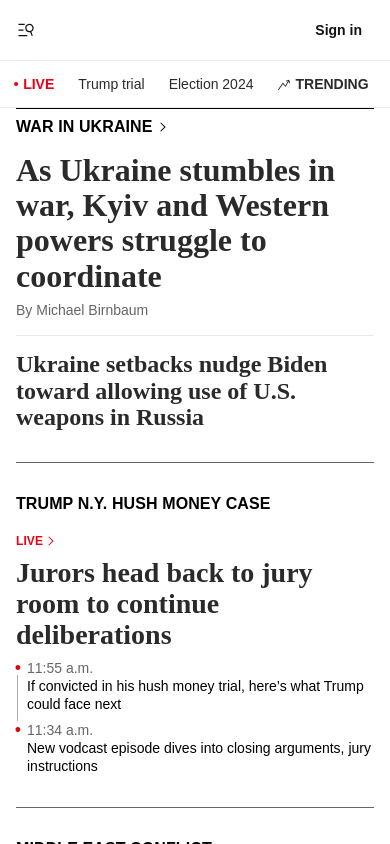 Sign in
LIVE
Trump trial
Election 2024
TRENDING
WAR IN UKRAINE
As Ukraine stumbles in
war, Kyiv and Western
powers struggle to
coordinate
By Michael Birnbaum
Ukraine setbacks nudge Biden
toward allowing use of U.S.
weapons in Russia
TRUMP N.Y. HUSH MONEY CASE
LIVE
Jurors head back to jury
room to continue
deliberations
11:55 a.m.
If convicted in his hush money trial, here’s what Trump
could face next
11:34 a.m.
New vodcast episode dives into closing arguments, jury
instructions
MIDDLE EAST CONFLICT